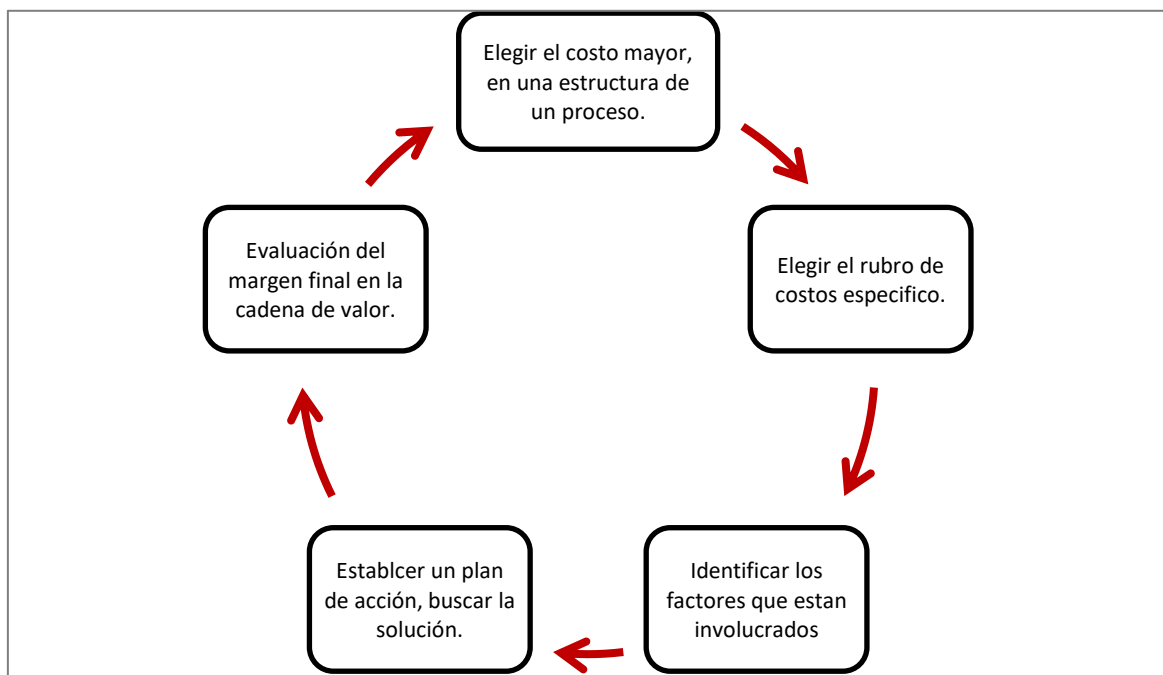 Elegir el costo mayor,
en una estructura de
un proceso.
Elegir el rubro de
costos especifico.
Identificar los
factores que estan
involucrados
Establcer un plan
de acción, buscar la
solución.
Evaluación del
margen final en la
cadena de valor.